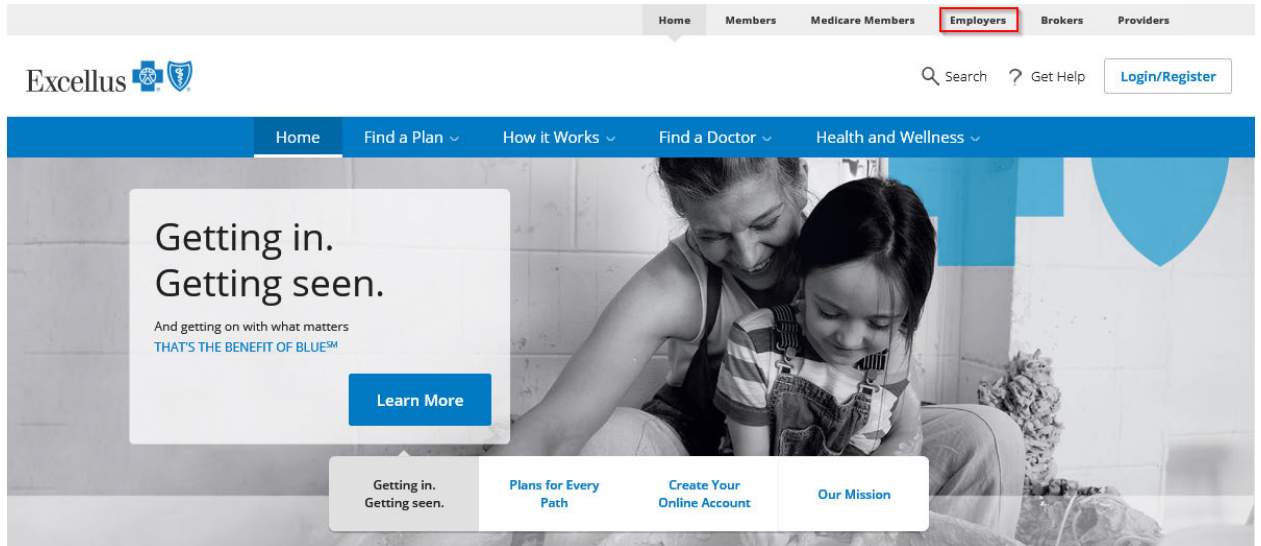 Home Members Medicare Members Employers Brokers Providers
Excellus
Search ? Get Help Login/Register
Home Find a Plan How it Works Find a Doctor Health and Wellness
Getting in.
Getting seen.
And getting on with what matters
THAT'S THE BENEFIT OF BLUE℠
Learn More
Getting in.
Getting seen.
Plans for Every
Path
Create Your
Online Account
Our Mission